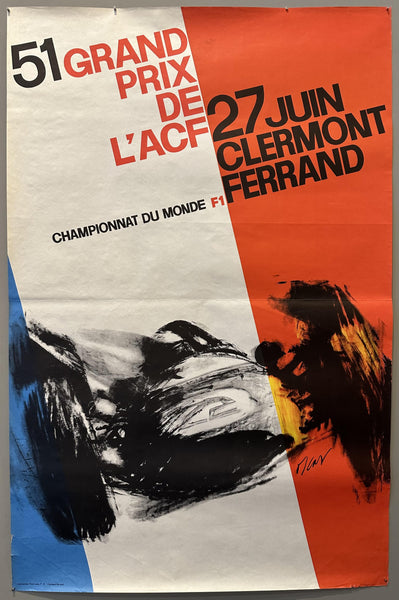 51 GRAND
PRIX
DE
L'ACF
27 JUIN
CLERMONT
FERRAND
CHAMPIONNAT DU MONDE F1